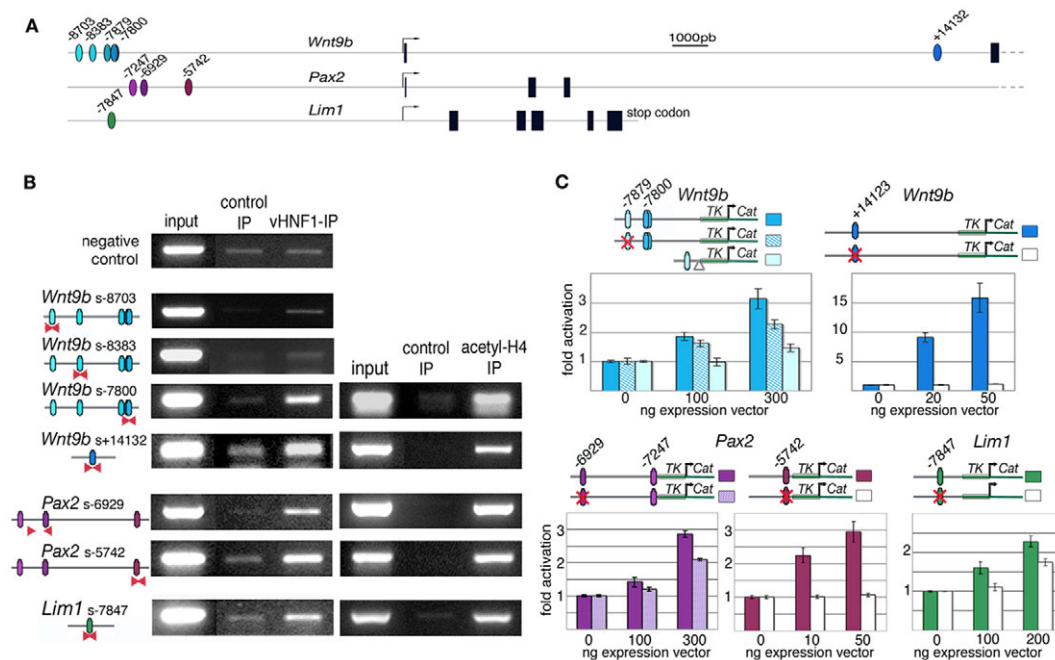 A
-8703
-8383
-7879
-7800
+14132
Wnt9b
1000pb
-7247
-6929
-5742
Pax2
-7847
Lim1
stop codon
B
input
control IP
vHNF1-IP
negative control
Wnt9b s-8703
Wnt9b s-8383
Wnt9b s-7800
input
control IP
acetyl-H4 IP
Wnt9b s+14132
Pax2 s-6929
Pax2 s-5742
Lim1 s-7847
C
-7879
-7800
Wnt9b
TK Cat
TK Cat
TK Cat
fold activation
4
3
2
1
0 100 300
ng expression vector
+14123
Wnt9b
TK Cat
TK Cat
15
10
5
1
0 20 50
ng expression vector
-6929
-7247
Pax2
TK Cat
TK Cat
fold activation
3
2
1
0 100 300
ng expression vector
-5742
TK Cat
TK Cat
3
2
1
0 10 50
ng expression vector
-7847
Lim1
TK Cat
TK Cat
2
1
0 100 200
ng expression vector